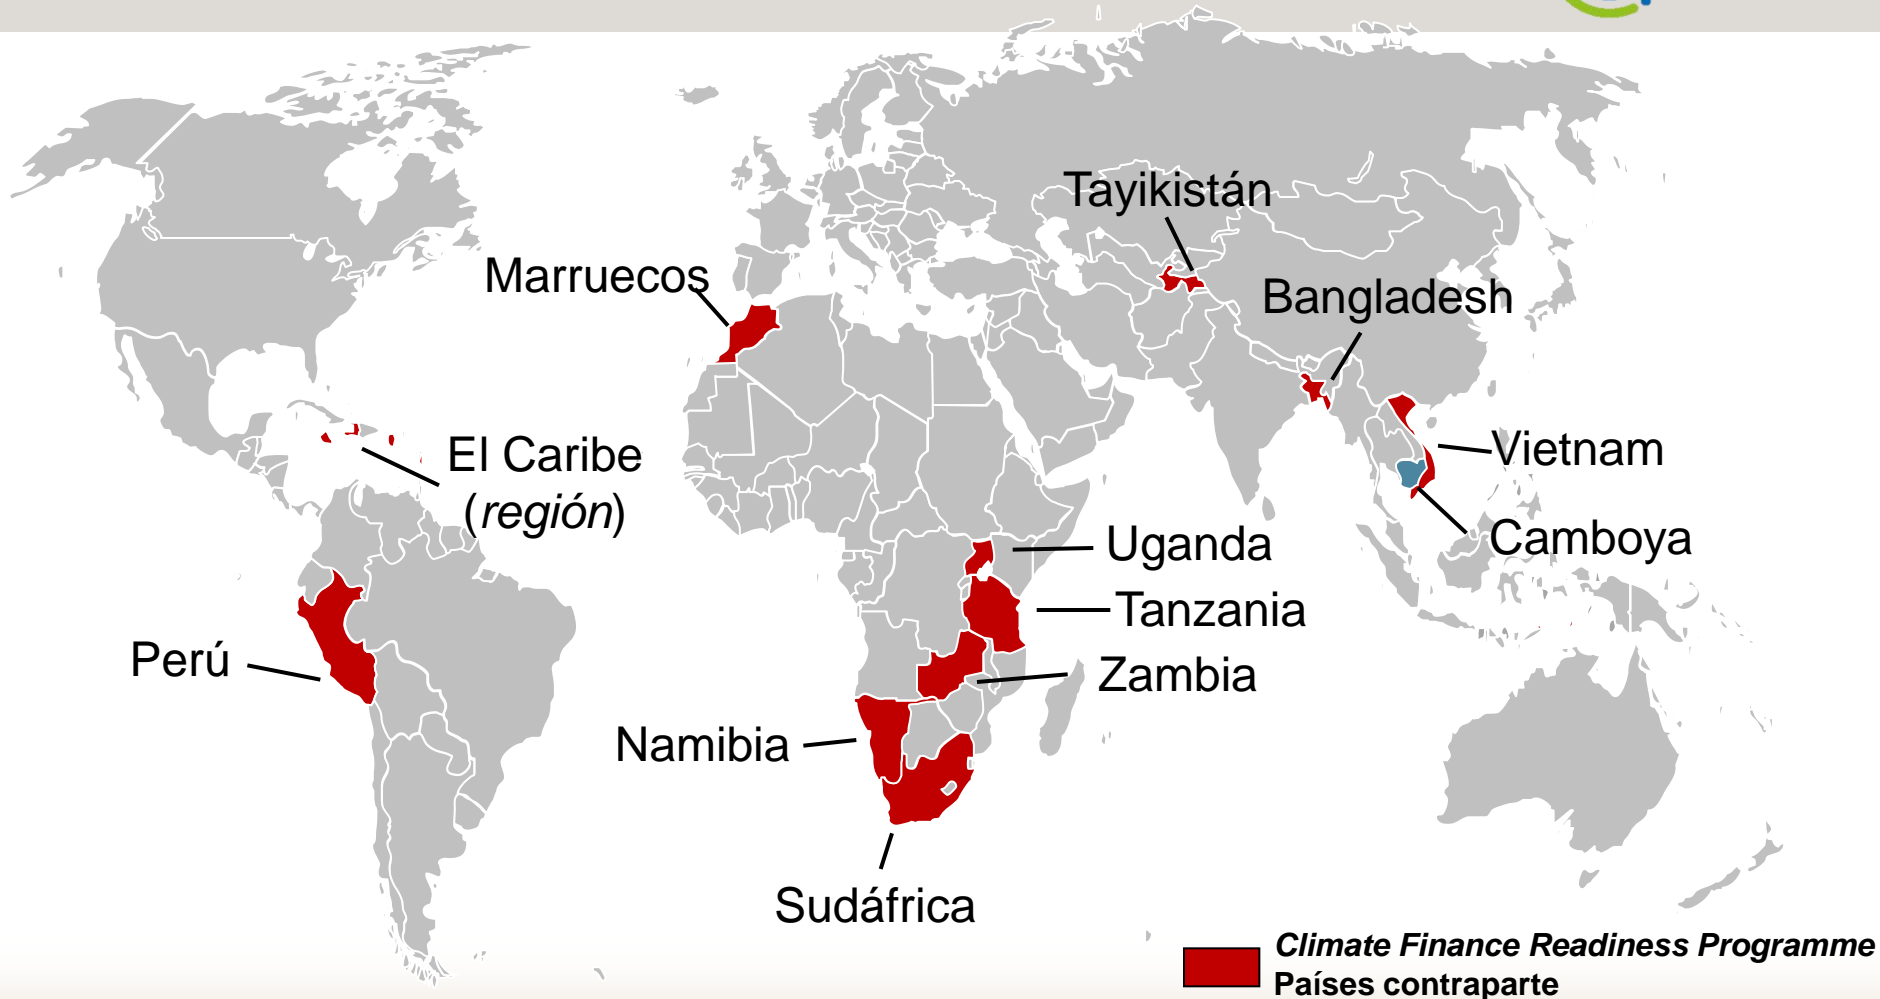 Tayikistán
Marruecos
Bangladesh
El Caribe
(región)
Vietnam
Camboya
Uganda
Tanzania
Perú
Zambia
Namibia
Sudáfrica
Climate Finance Readiness Programme
Países contraparte